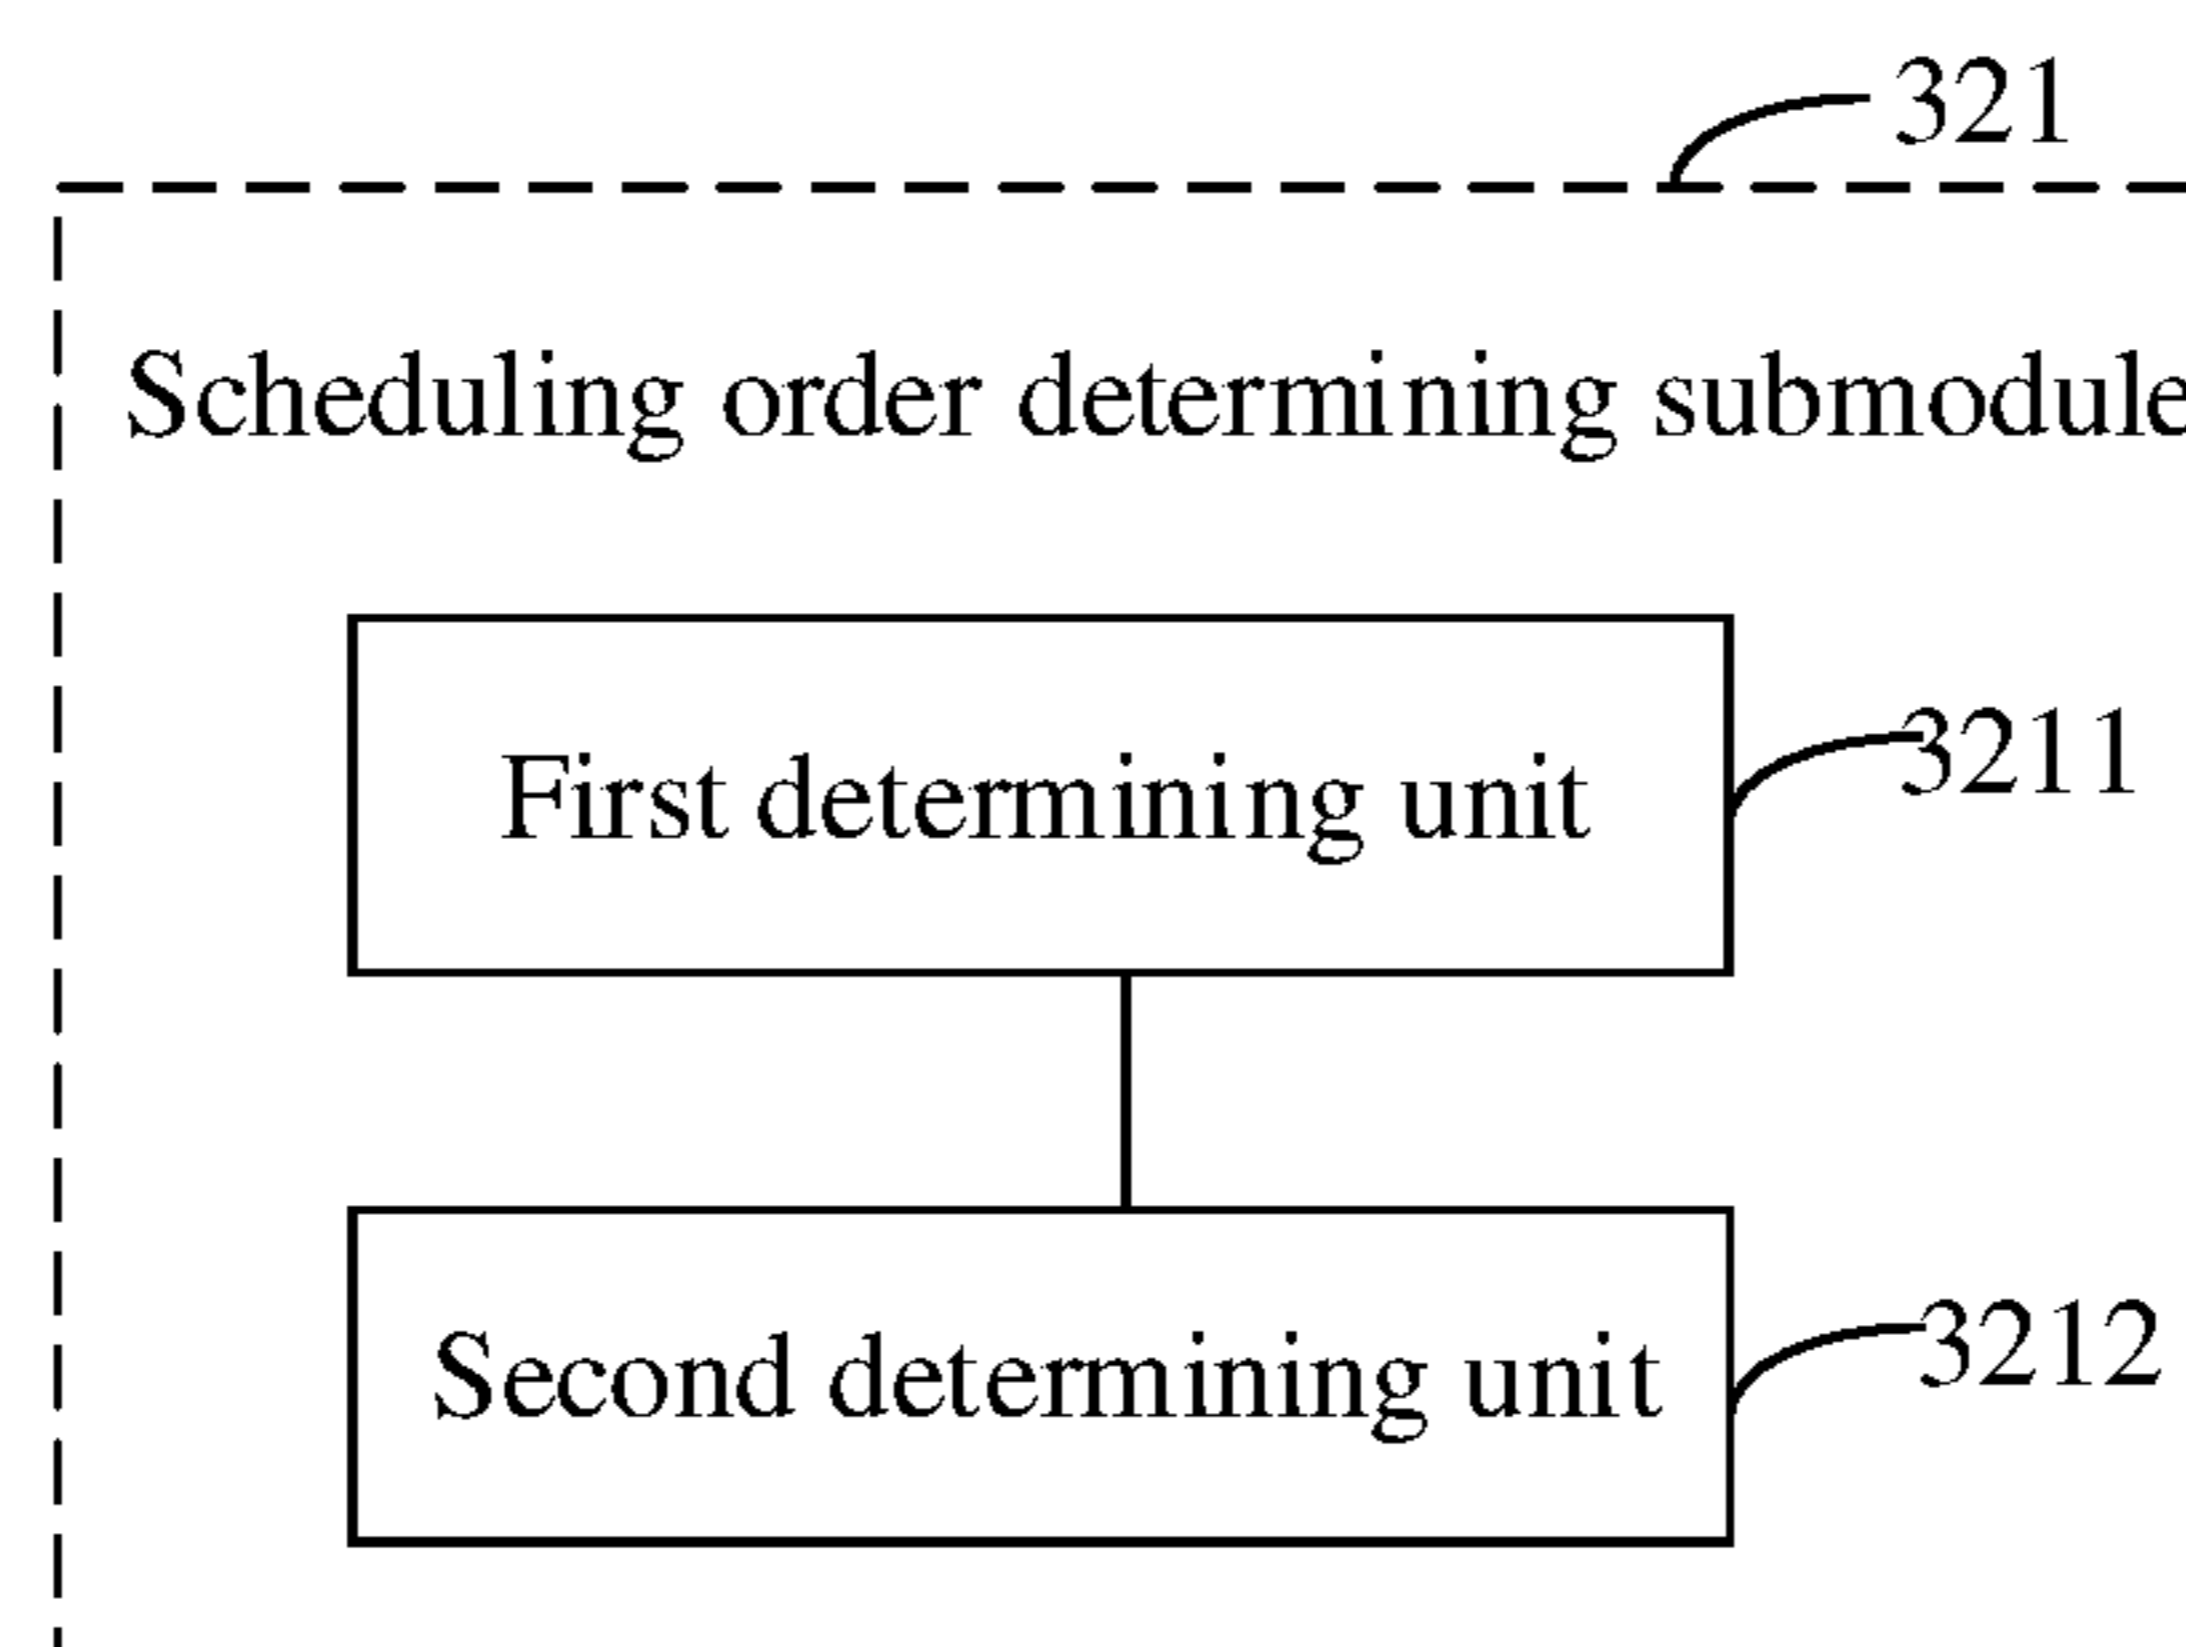 321
Scheduling order determining submodule
First determining unit
3211
Second determining unit
3212